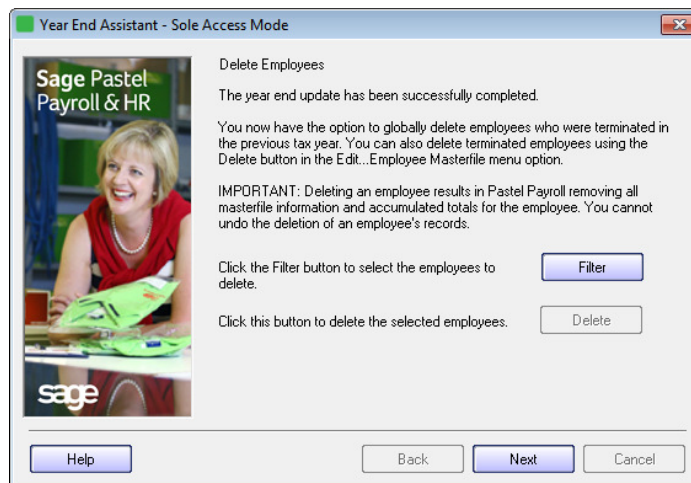 Year End Assistant - Sole Access Mode
Sage Pastel
Payroll & HR
Delete Employees
The year end update has been successfully completed.
You now have the option to globally delete employees who were terminated in
the previous tax year. You can also delete terminated employees using the
Delete button in the Edit...Employee Masterfile menu option.
IMPORTANT: Deleting an employee results in Pastel Payroll removing all
masterfile information and accumulated totals for the employee. You cannot
undo the deletion of an employee's records.
Click the Filter button to select the employees to
delete.
Filter
Click this button to delete the selected employees.
Delete
sage
Help
Back
Next
Cancel